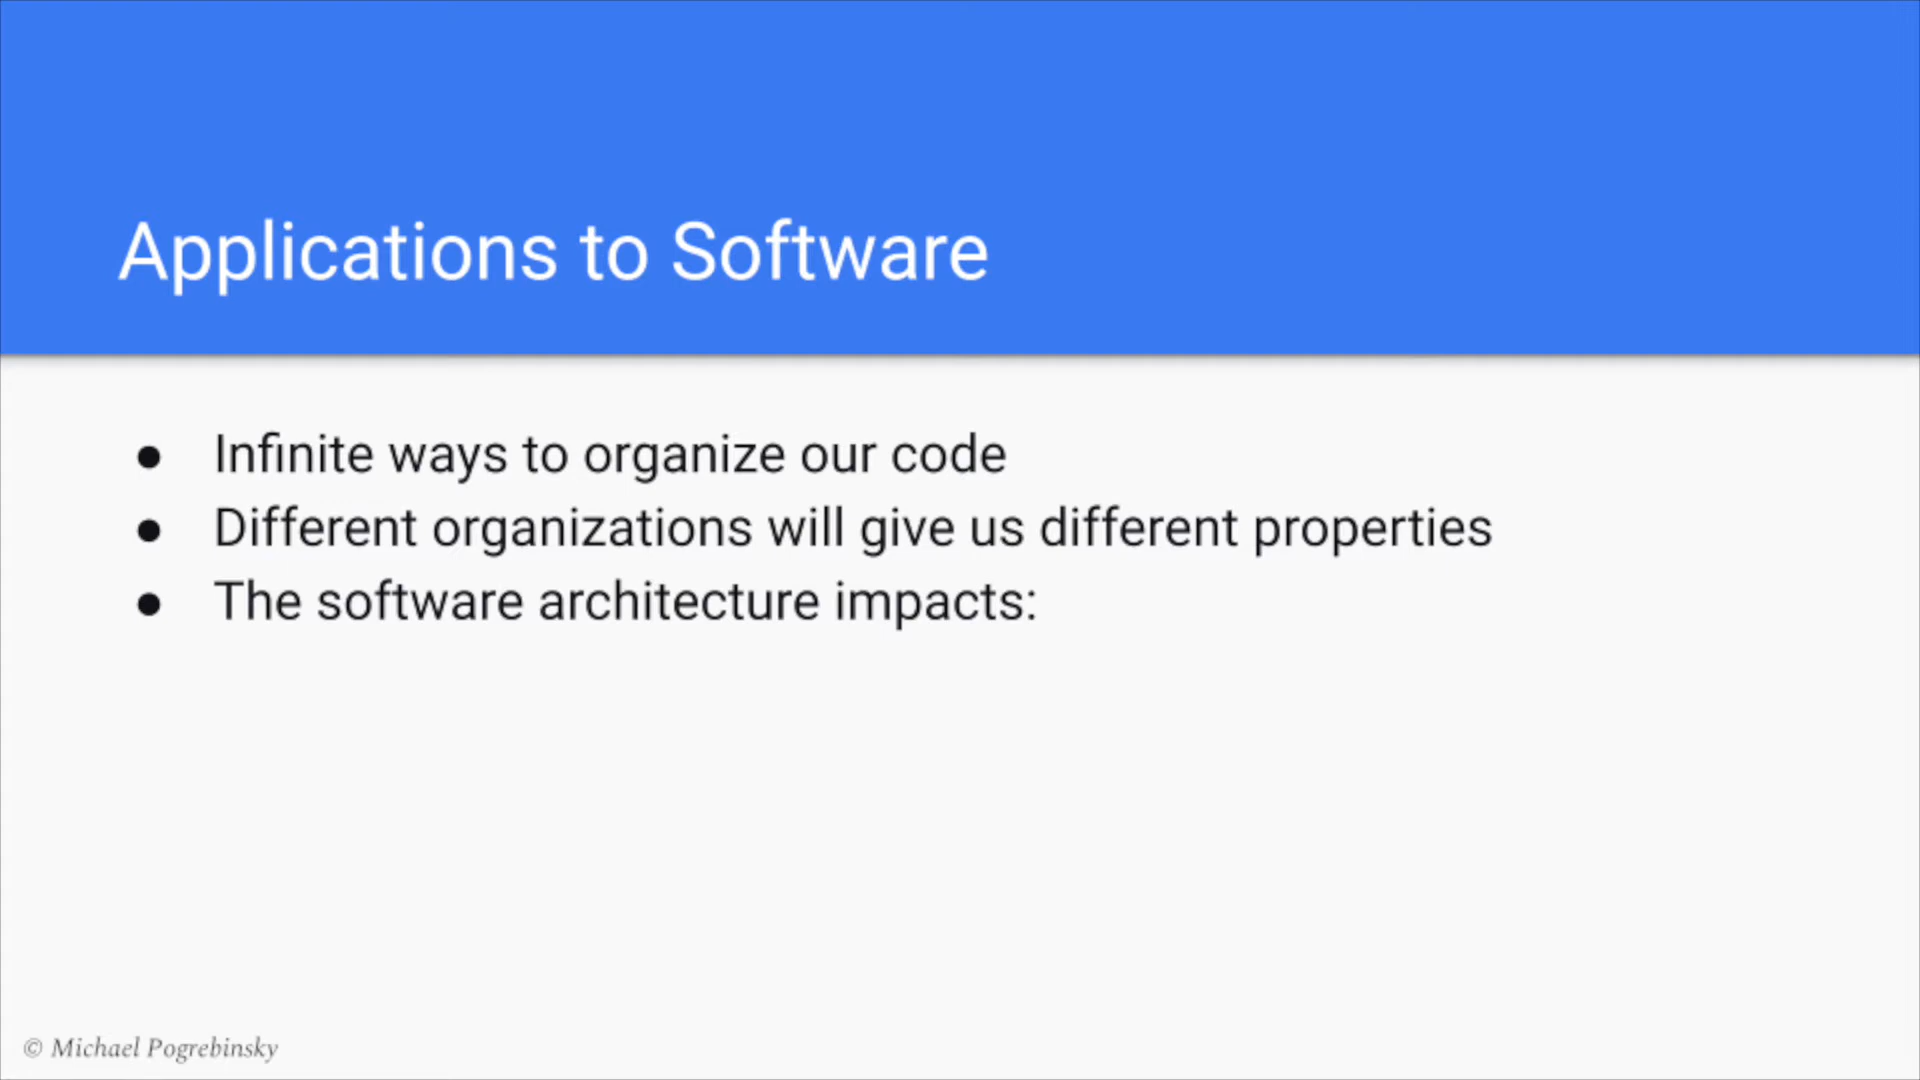 Applications to Software
● Infinite ways to organize our code
● Different organizations will give us different properties
● The software architecture impacts:
© Michael Pogrebinsky